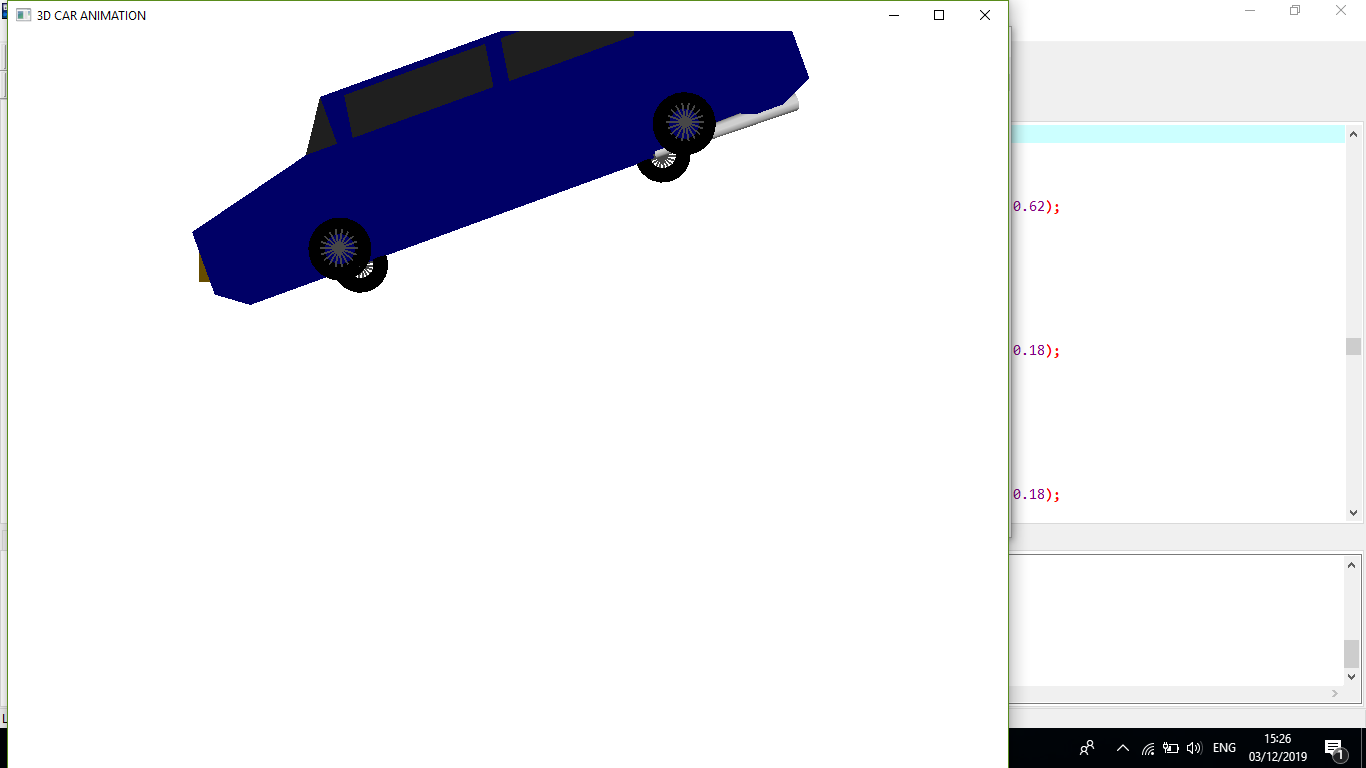 3D CAR ANIMATION
0.62);
0.18);
0.18);
L
ENG
15:26
03/12/2019
1